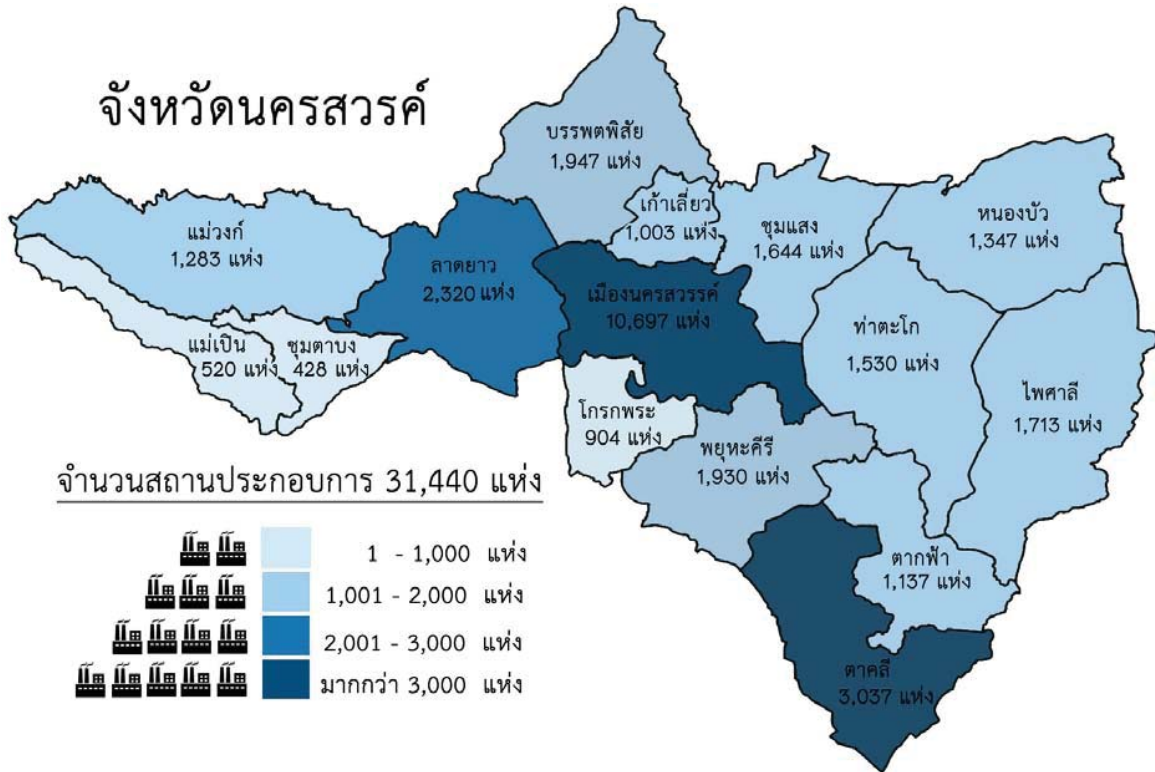 จังหวัดนครสวรค์
บรรพตพิสัย
1,947 แห่ง
เก้าเลี่ยว
1,003 แห่ง
ชุมแสง
1,644 แห่ง
หนองบัว
1,347 แห่ง
แม่วงก์
1,283 แห่ง
ลาดยาว
2,320 แห่ง
เมืองนครสวรรค์
10,697 แห่ง
ท่าตะโก
1,530 แห่ง
แม่เปิน
520 แห่ง
ชุมตาบง
428 แห่ง
ไพศาลี
1,713 แห่ง
โกรกพระ
904 แห่ง
พยุหะคีรี
1,930 แห่ง
ตากฟ้า
1,137 แห่ง
ตาคลี
3,037 แห่ง
จำนวนสถานประกอบการ 31,440 แห่ง
1 - 1,000 แห่ง
1,001 - 2,000 แห่ง
2,001 - 3,000 แห่ง
มากกว่า 3,000 แห่ง